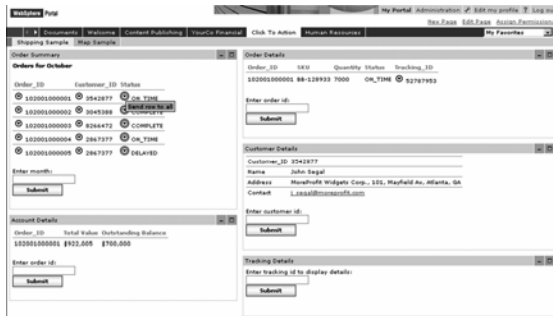 WebSphere Portal
My Portal Administration Edit my profile ? Log
New Page Edit Page Assign Permission
Documents Welcome Content Publishing YourCo Financial Click To Action Human Resources My Favorites
Shipping Sample Map Sample
Order Summary
Orders for October
Order_ID Customer_ID Status
102001000001 3542877 ON_TIME
Send row to all
102001000002 3045388 COMPLETE
102001000003 8266472 COMPLETE
102001000004 2867377 ON_TIME
102001000005 2867377 DELAYED
Enter month:
Submit
Account Details
Order_ID Total Value Outstanding Balance
102001000001 $922,005 $700,000
Enter order id:
Submit
Order Details
Order_ID SKU Quantity Status Tracking_ID
102001000001 66-128933 7000 ON_TIME 52787953
Enter order id:
Submit
Customer Details
Customer_ID 3542877
Name John Segal
Address MoreProfit Widgets Corp., 101, Mayfield Av, Atlanta, GA
Contact j_segal@moreprofit.com
Enter customer id:
Submit
Tracking Details
Enter tracking id to display details:
Submit